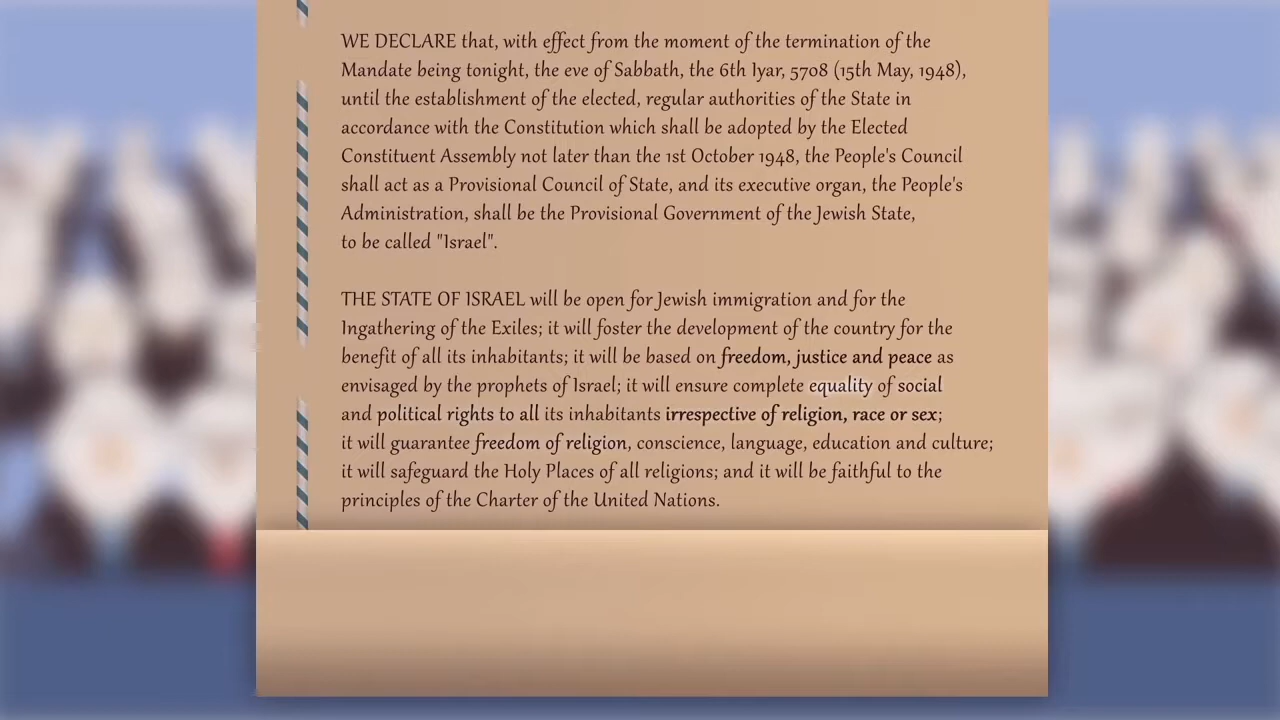 WE DECLARE that, with effect from the moment of the termination of the
Mandate being tonight, the eve of Sabbath, the 6th Iyar, 5708 (15th May, 1948),
until the establishment of the elected, regular authorities of the State in
accordance with the Constitution which shall be adopted by the Elected
Constituent Assembly not later than the 1st October 1948, the People's Council
shall act as a Provisional Council of State, and its executive organ, the People's
Administration, shall be the Provisional Government of the Jewish State,
to be called "Israel".
THE STATE OF ISRAEL will be open for Jewish immigration and for the
Ingathering of the Exiles; it will foster the development of the country for the
benefit of all its inhabitants; it will be based on freedom, justice and peace as
envisaged by the prophets of Israel; it will ensure complete equality of social
and political rights to all its inhabitants irrespective of religion, race or sex;
it will guarantee freedom of religion, conscience, language, education and culture;
it will safeguard the Holy Places of all religions; and it will be faithful to the
principles of the Charter of the United Nations.